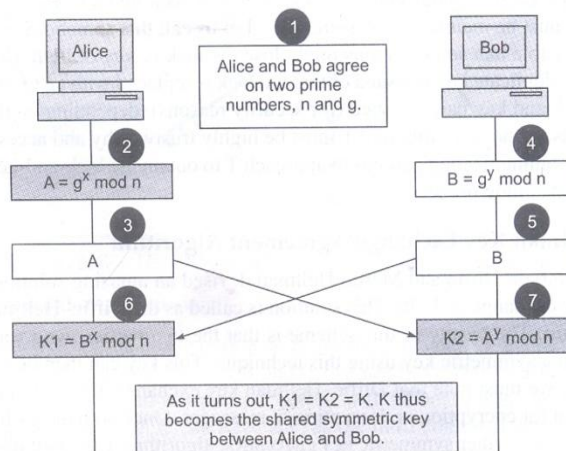 Alice
1
Bob
Alice and Bob agree
on two prime
numbers, n and g.
2
4
A = g^x mod n
B = g^y mod n
3
5
A
B
6
7
K1 = B^x mod n
K2 = A^y mod n
As it turns out, K1 = K2 = K. K thus
becomes the shared symmetric key
between Alice and Bob.